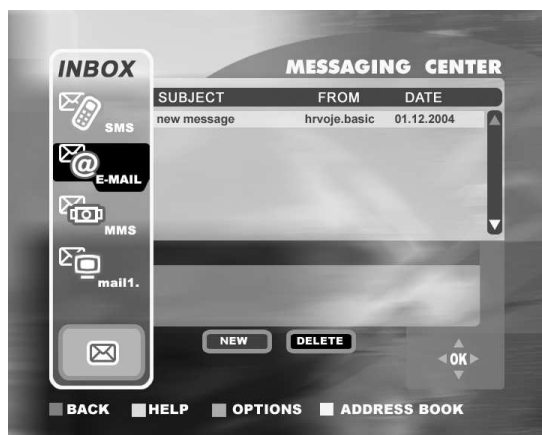 INBOX
MESSAGING CENTER
SUBJECT FROM DATE
new message hrvoje.basic 01.12.2004
SMS
E-MAIL
MMS
mail1.
NEW DELETE
OK
BACK HELP OPTIONS ADDRESS BOOK